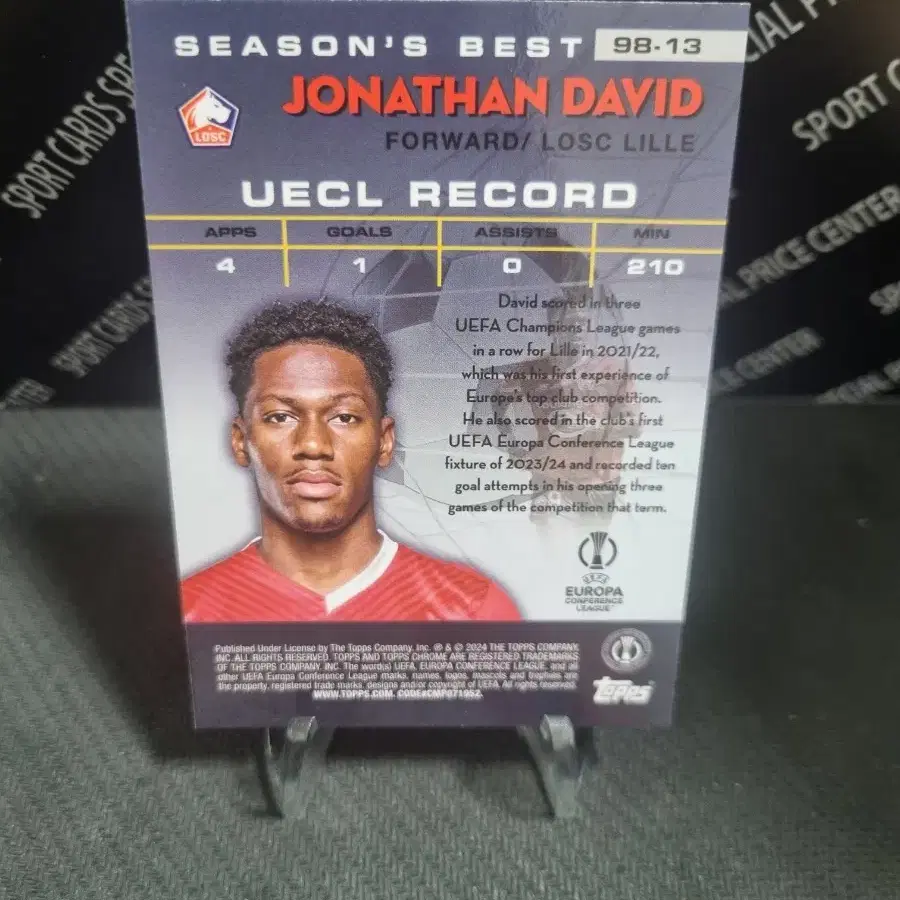 SEASON'S BEST 98-13
JONATHAN DAVID
LOSC
FORWARD/ LOSC LILLE
UECL RECORD
APPS GOALS ASSISTS MIN
4 1 0 210
David scored in three
UEFA Champions League games
in a row for Lille in 2021/22,
which was his first experience of
Europe's top club competition.
He also scored in the club's first
UEFA Europa Conference League
fixture of 2023/24 and recorded ten
goal attempts in his opening three
games of the competition that term.
UEFA
EUROPA
CONFERENCE
LEAGUE
Published Under License by The Topps Company, Inc. ® & © 2024 THE TOPPS COMPANY,
INC. ALL RIGHTS RESERVED. TOPPS AND TOPPS CHROME ARE REGISTERED TRADEMARKS
OF THE TOPPS COMPANY, INC. The word(s) UEFA, EUROPA CONFERENCE LEAGUE, and all
other UEFA Europa Conference League marks, names, logos, mascots and trophies are
the property, registered trade marks, designs and/or copyright of UEFA. All rights reserved.
WWW.TOPPS.COM. CODE#CMP071952.
Topps
SPORT CARDS SPE
CIAL PRICE
SPORT C
SPORT CARDS
PRICE CENTER
CENTER